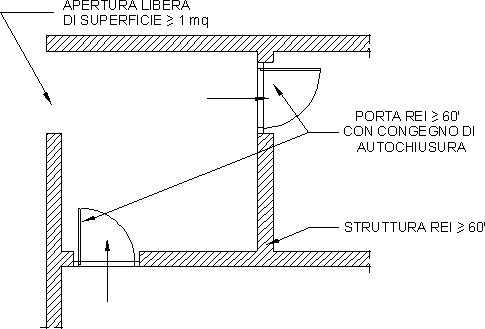 APERTURA LIBERA
DI SUPERFICIE ≥ 1 mq
PORTA REI ≥ 60'
CON CONGEGNO DI
AUTOCHIUSURA
STRUTTURA REI ≥ 60'